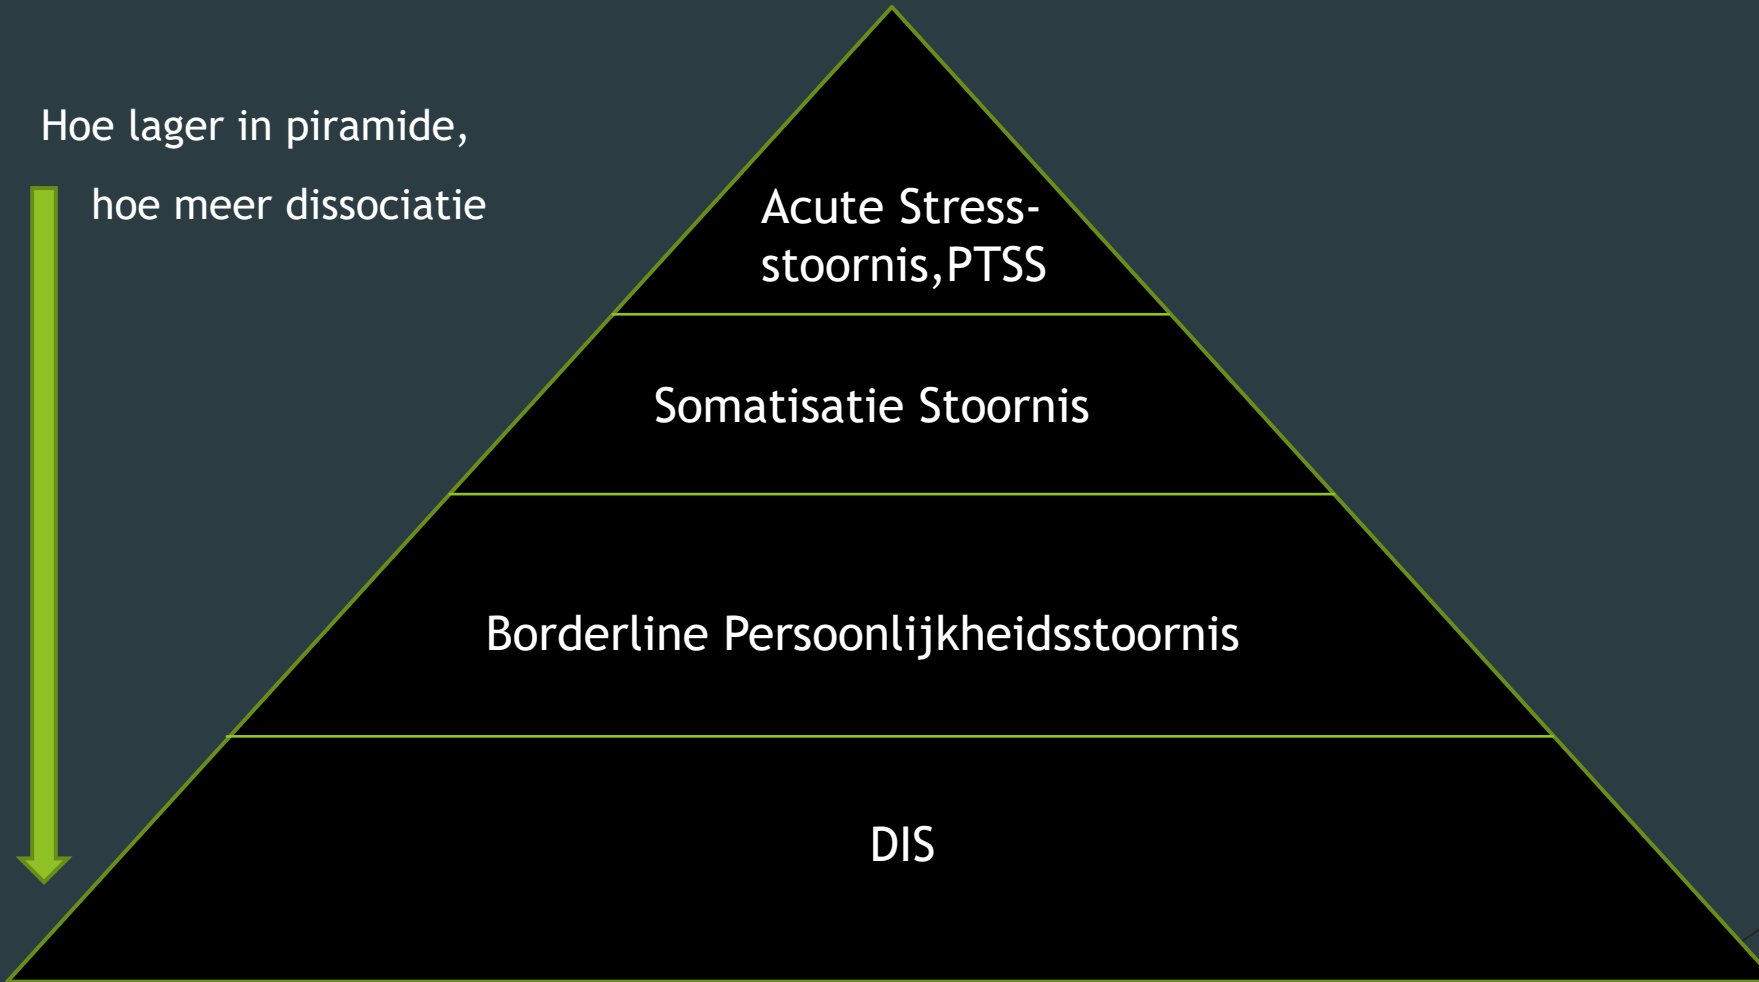 Hoe lager in piramide,
hoe meer dissociatie
Acute Stress-
stoornis,PTSS
Somatisatie Stoornis
Borderline Persoonlijkheidsstoornis
DIS